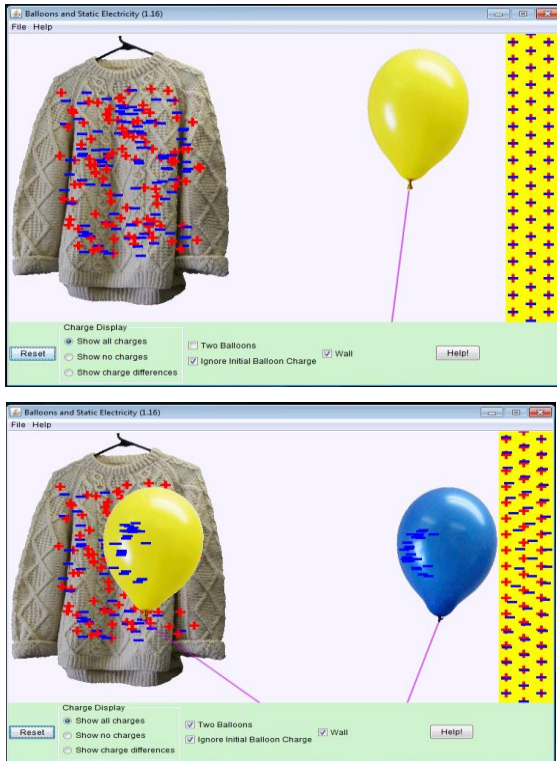 Balloons and Static Electricity (1.16)
File Help
Charge Display
Show all charges
Show no charges
Show charge differences
Two Balloons
Ignore Initial Balloon Charge
Wall
Reset
Help!
Balloons and Static Electricity (1.16)
File Help
Charge Display
Show all charges
Show no charges
Show charge differences
Two Balloons
Ignore Initial Balloon Charge
Wall
Reset
Help!